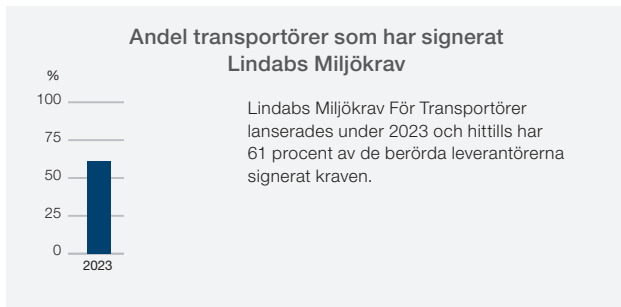 Andel transportörer som har signerat
Lindabs Miljökrav
%
100
75
50
25
0
2023
Lindabs Miljökrav För Transportörer
lanserades under 2023 och hittills har
61 procent av de berörda leverantörerna
signerat kraven.